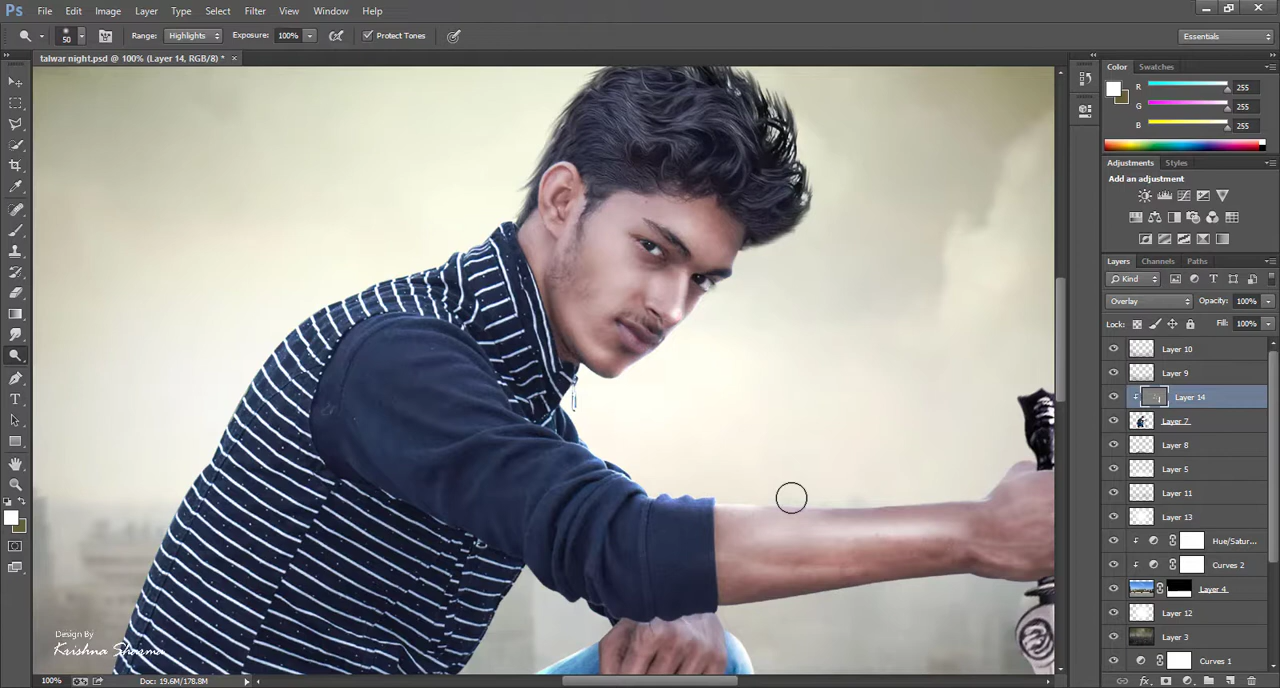 Ps File Edit Image Layer Type Select Filter View Window Help
50 Range: Highlights Exposure: 100% Protect Tones Essentials
talwar night.psd @ 100% (Layer 14, RGB/8) *
Color Swatches
R 255
G 255
B 255
Adjustments Styles
Add an adjustment
Layers Channels Paths
Kind
Overlay Opacity: 100%
Lock: Fill: 100%
Layer 10
Layer 9
Layer 14
Layer 7
Layer 8
Layer 5
Layer 11
Layer 13
Hue/Satur...
Curves 2
Layer 4
Layer 12
Layer 3
Curves 1
Design By
Krishna Sharma
100% Doc: 19.6M/178.8M